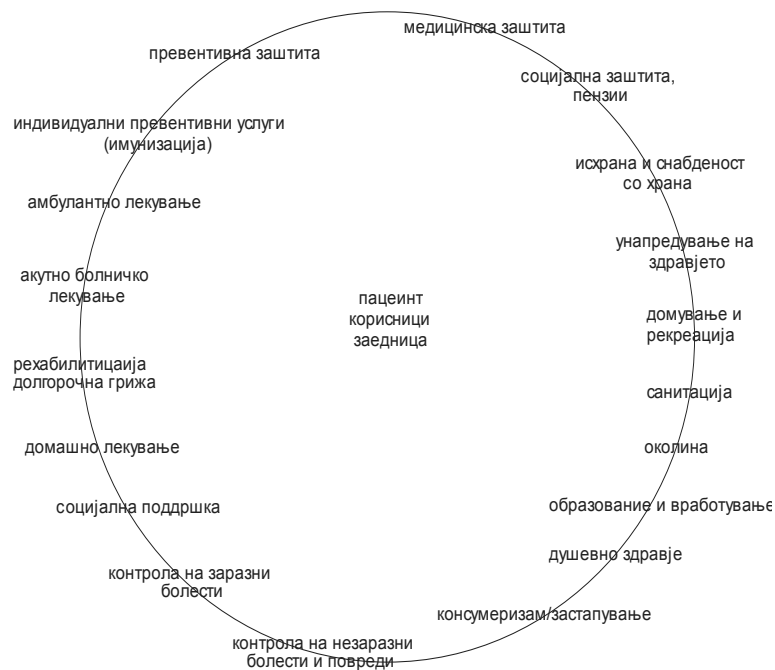 медицинска заштита
социјална заштита,
пензии
исхрана и снабденост
со храна
унапредување на
здравјето
домување и
рекреација
санитација
околина
образование и вработување
душевно здравје
консумеризам/застапување
контрола на незаразни
болести и повреди
контрола на заразни
болести
социјална поддршка
домашно лекување
рехабилитицаија
долгорочна грижа
акутно болничко
лекување
амбулантно лекување
индивидуални превентивни услуги
(имунизација)
превентивна заштита
пацеинт
корисници
заедница